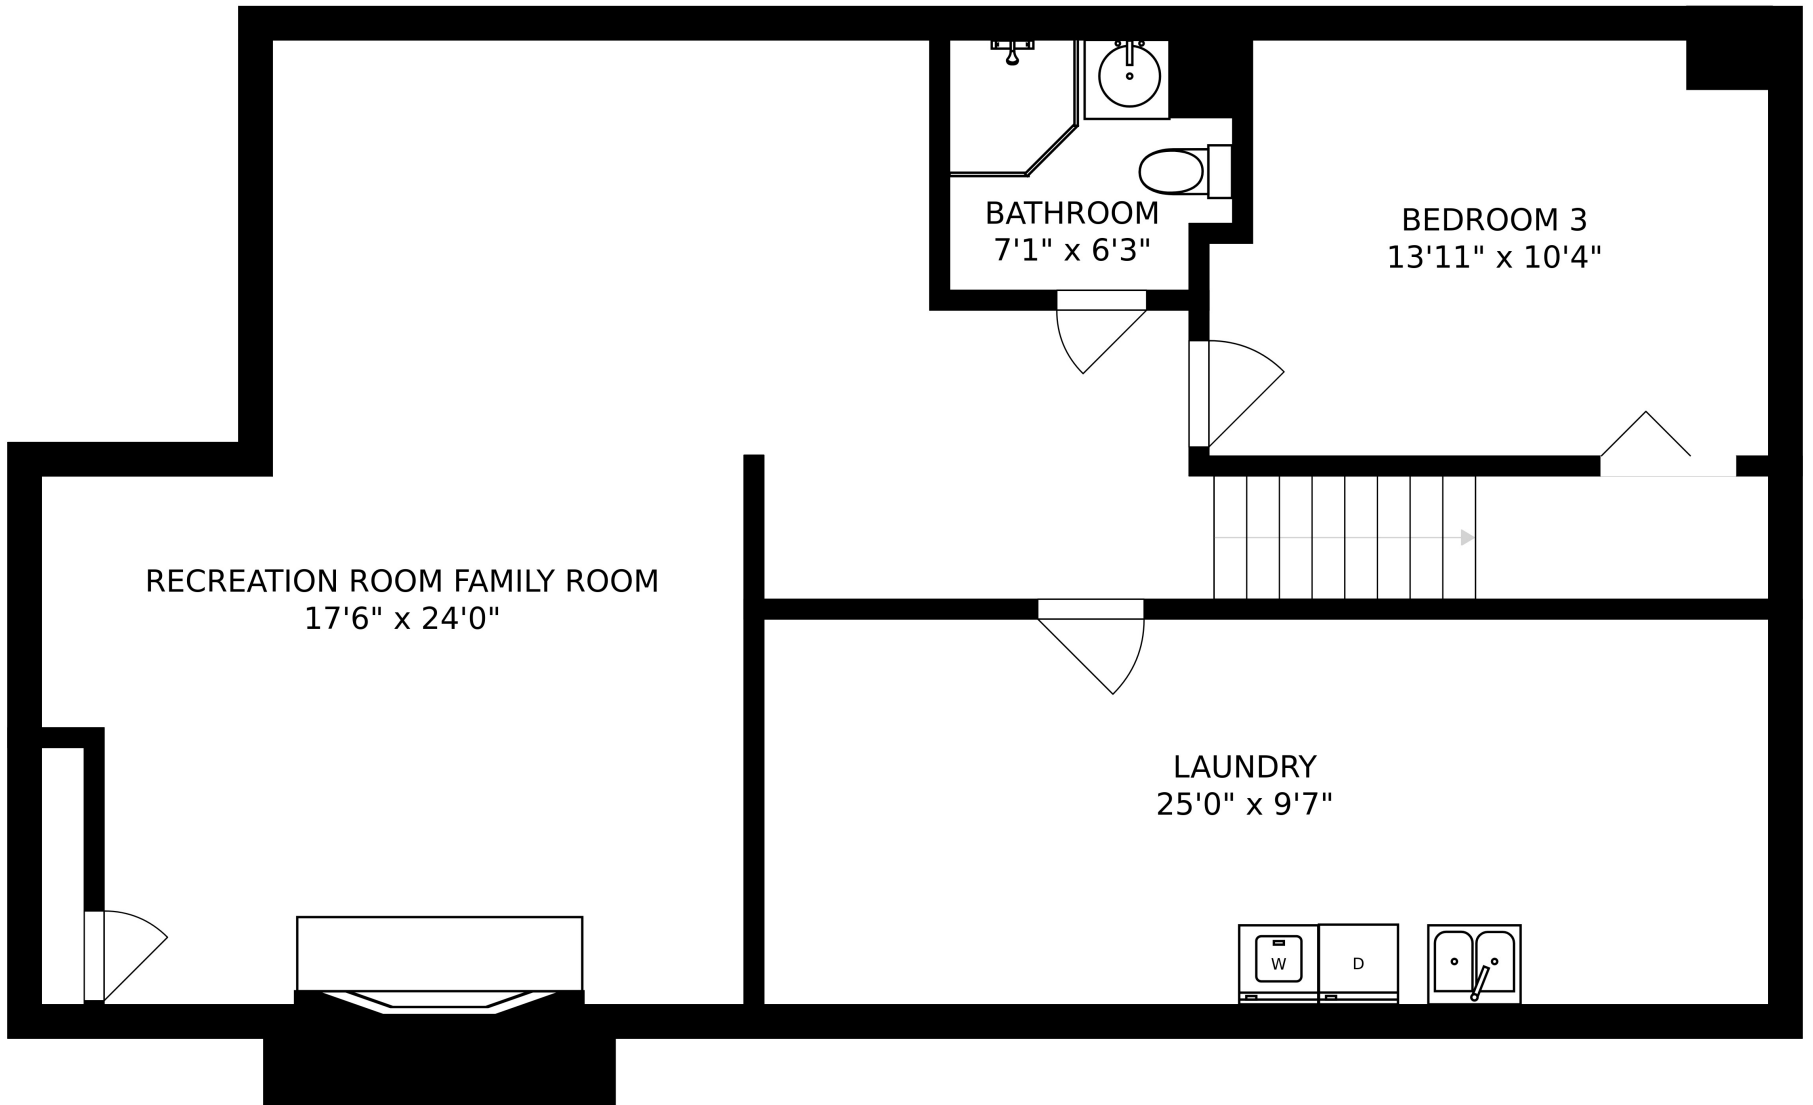 BATHROOM
7'1" x 6'3"
BEDROOM 3
13'11" x 10'4"
RECREATION ROOM FAMILY ROOM
17'6" x 24'0"
LAUNDRY
25'0" x 9'7"
W
D